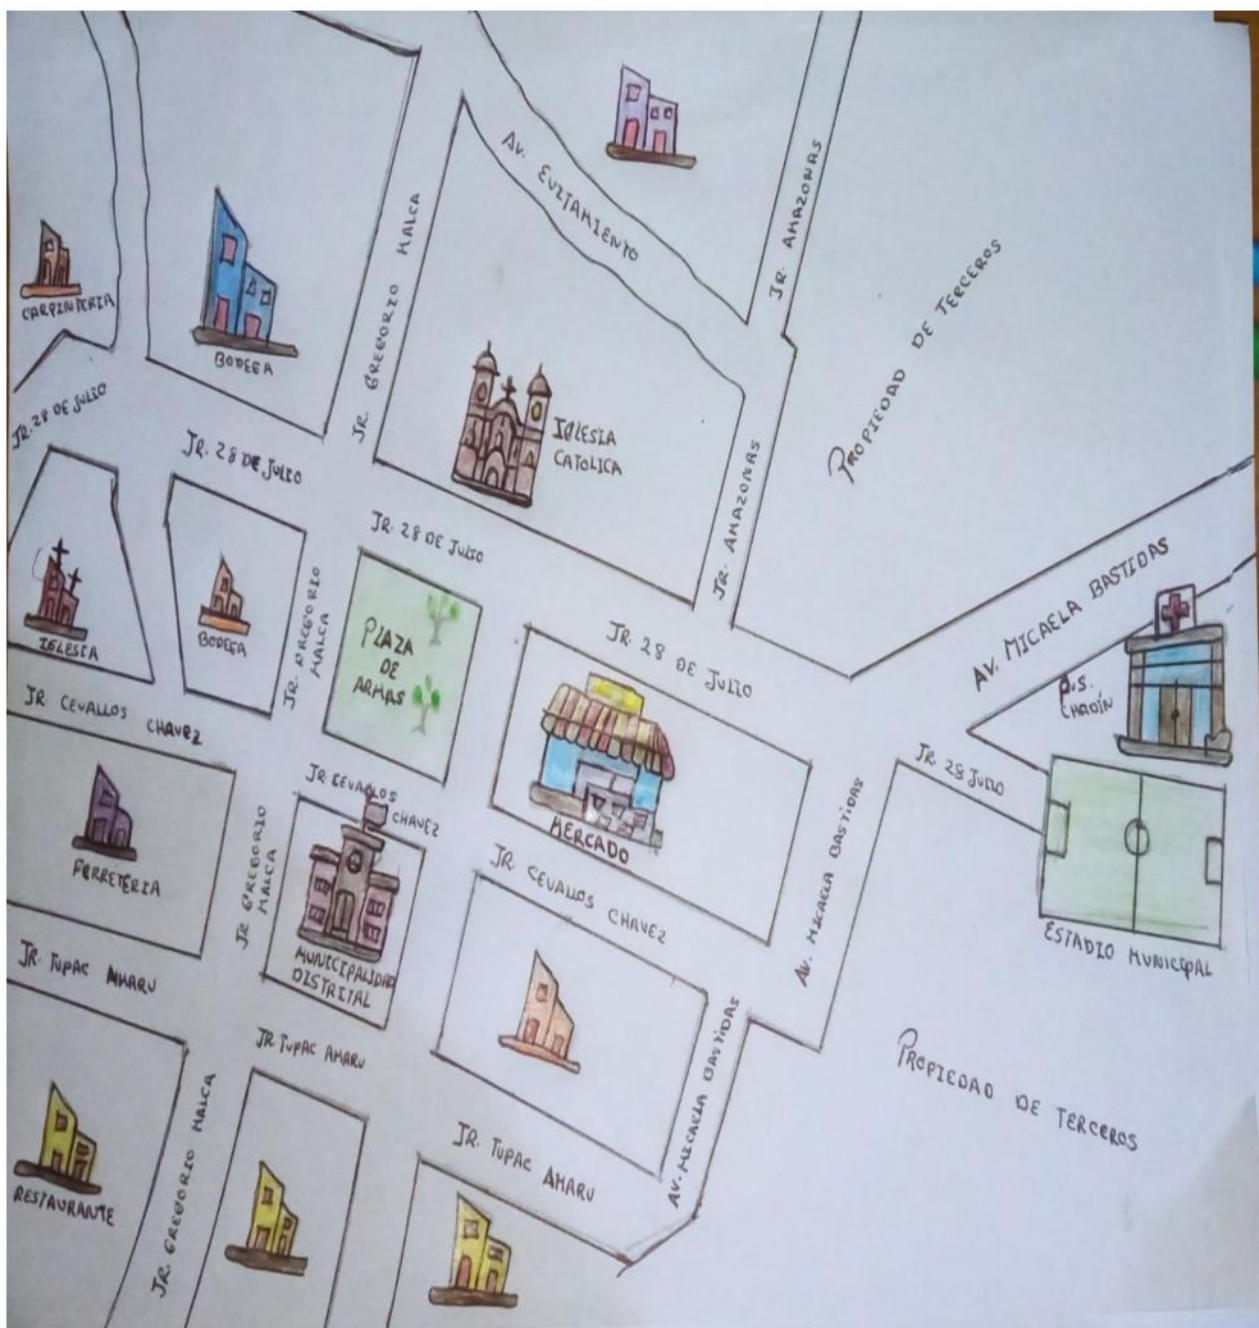 AV. EVITAMIENTO
JR. AMAZONAS
JR. GREGORIO MALCA
CARPINTERIA
BODEGA
PROPIEDAD DE TERCEROS
JR. 28 DE JULIO
JR. 28 DE JULIO
IGLESIA
CATOLICA
JR. AMAZONAS
JR. 28 DE JULIO
AV. MICAELA BASTIDAS
IGLESIA
BODEGA
JR. GREGORIO
MALCA
PLAZA
DE
ARMAS
JR. 28 DE JULIO
P.S.
CHADÍN
JR CEVALLOS CHAVEZ
JR CEVALLOS
CHAVEZ
MERCADO
JR. 28 JULIO
FERRETERIA
JR GREGORIO
MALCA
JR CEVALLOS CHAVEZ
AV. MICAELA BASTIDAS
ESTADIO MUNICIPAL
MUNICIPALIDAD
DISTRITAL
JR. TUPAC AMARU
JR TUPAC AMARU
PROPIEDAD DE TERCEROS
AV. MICAELA BASTIDAS
JR. TUPAC AMARU
RESTAURANTE
JR. GREGORIO MALCA